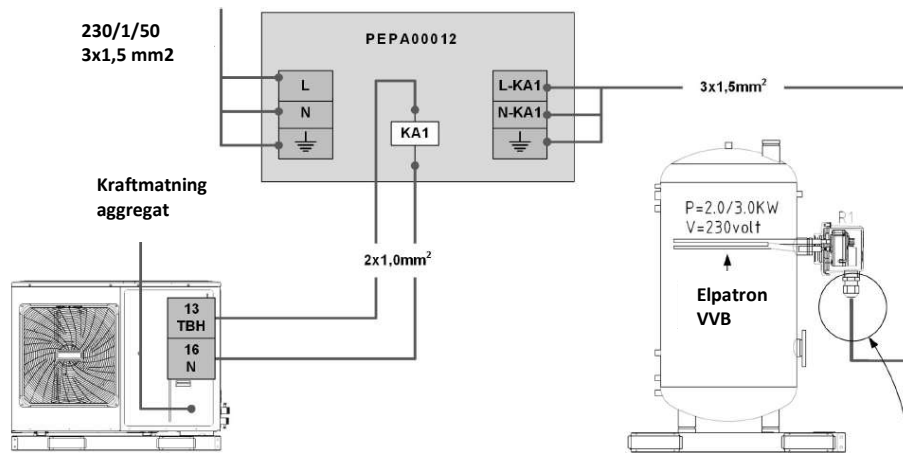 230/1/50
3x1,5 mm2
PEPA00012
L
N
KA1
L-KA1
N-KA1
3x1,5mm²
Kraftmatning
aggregat
2x1,0mm²
13
TBH
16
N
P=2.0/3.0KW
V=230volt
R1
Elpatron
VVB